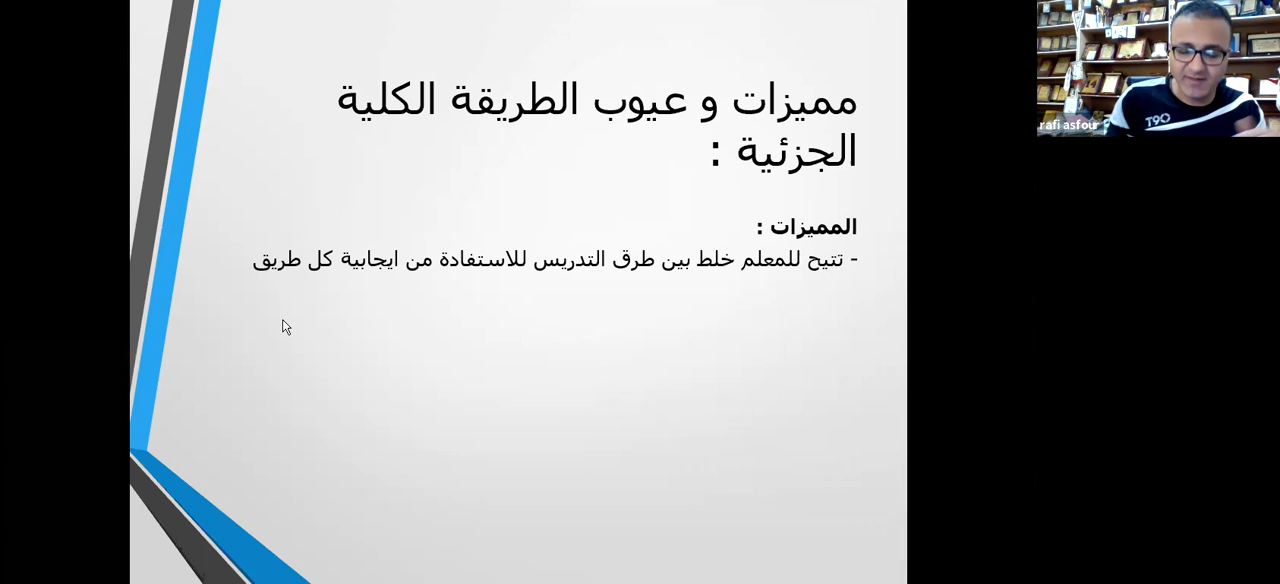 مميزات و عيوب الطريقة الكلية
الجزئية :
المميزات :
- تتيح للمعلم خلط بين طرق التدريس للاستفادة من ايجابية كل طريق
rafi asfour
T90